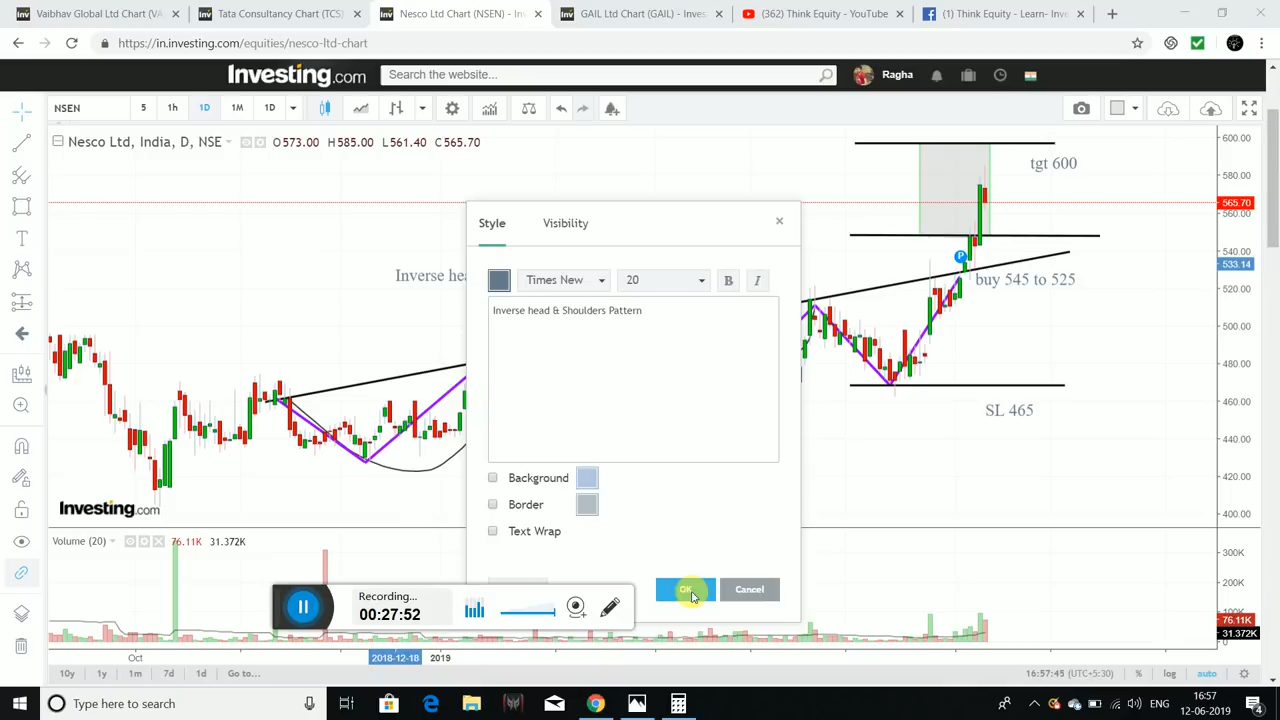 Vaibhav Global Ltd Chart (VA
Tata Consultancy Chart (TCS)
Nesco Ltd Chart (NSEN) - In
GAIL Ltd Chart (GAIL) - Inves
(362) Think Equity - YouTube
(1) Think Equity - Learn- Inve
https://in.investing.com/equities/nesco-ltd-chart
Investing.com
Search the website...
Ragha
NSEN
5
1h
1D
1M
1D
Nesco Ltd, India, D, NSE
O573.00 H585.00 L561.40 C565.70
600.00
tgt 600
580.00
565.70
560.00
540.00
533.14
buy 545 to 525
520.00
500.00
480.00
460.00
440.00
420.00
400.00
SL 465
Inverse hea
Style
Visibility
Times New
20
B
I
Inverse head & Shoulders Pattern
Background
Border
Text Wrap
OK
Cancel
Investing.com
Volume (20)
76.11K 31.372K
300K
200K
100K
76.11K
31.372K
Recording...
00:27:52
Oct
2018-12-18
2019
10y
1y
1m
7d
1d
Go to...
16:57:45 (UTC+5:30)
%
log
auto
Type here to search
ENG
16:57
12-06-2019
4